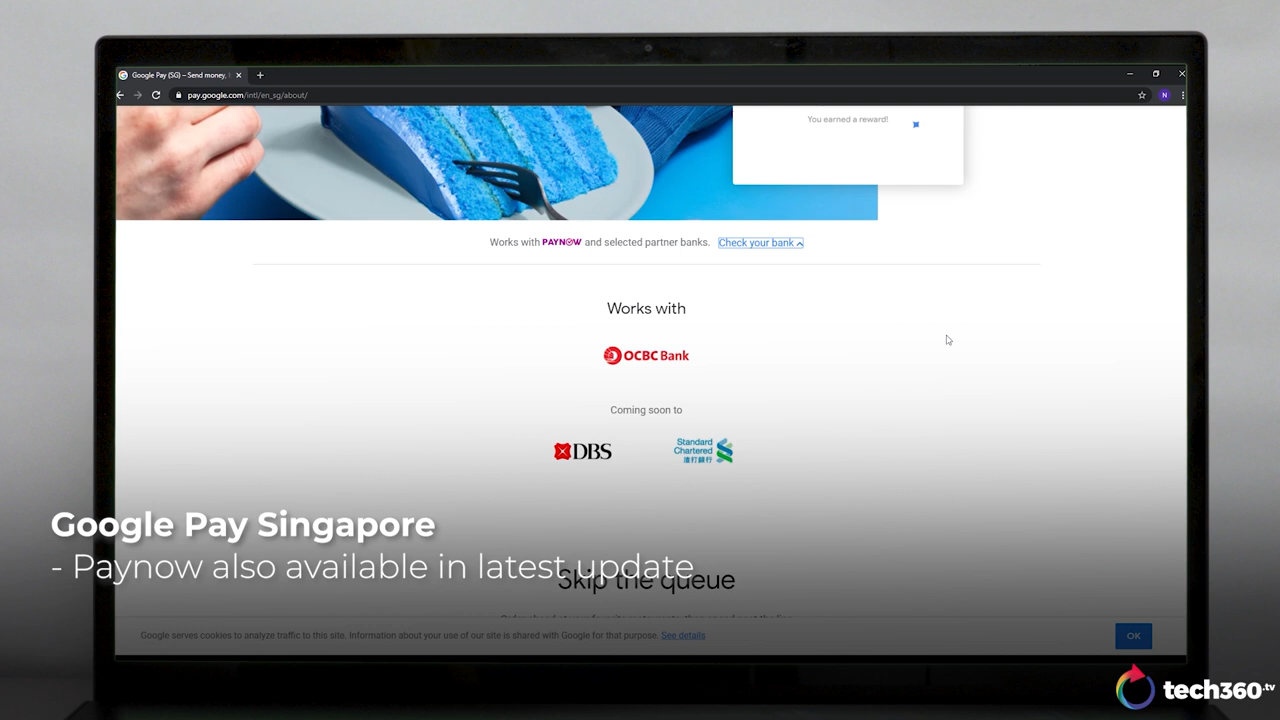 Google Pay (SG) – Send money,
pay.google.com/intl/en_sg/about/
N
You earned a reward!
Works with PAYNOW and selected partner banks. Check your bank
Works with
OCBC Bank
Coming soon to
DBS
Standard
Chartered
渣打銀行
Google Pay Singapore
- Paynow also available in latest update
Skip the queue
Google serves cookies to analyze traffic to this site. Information about your use of our site is shared with Google for that purpose. See details
OK
tech360.tv